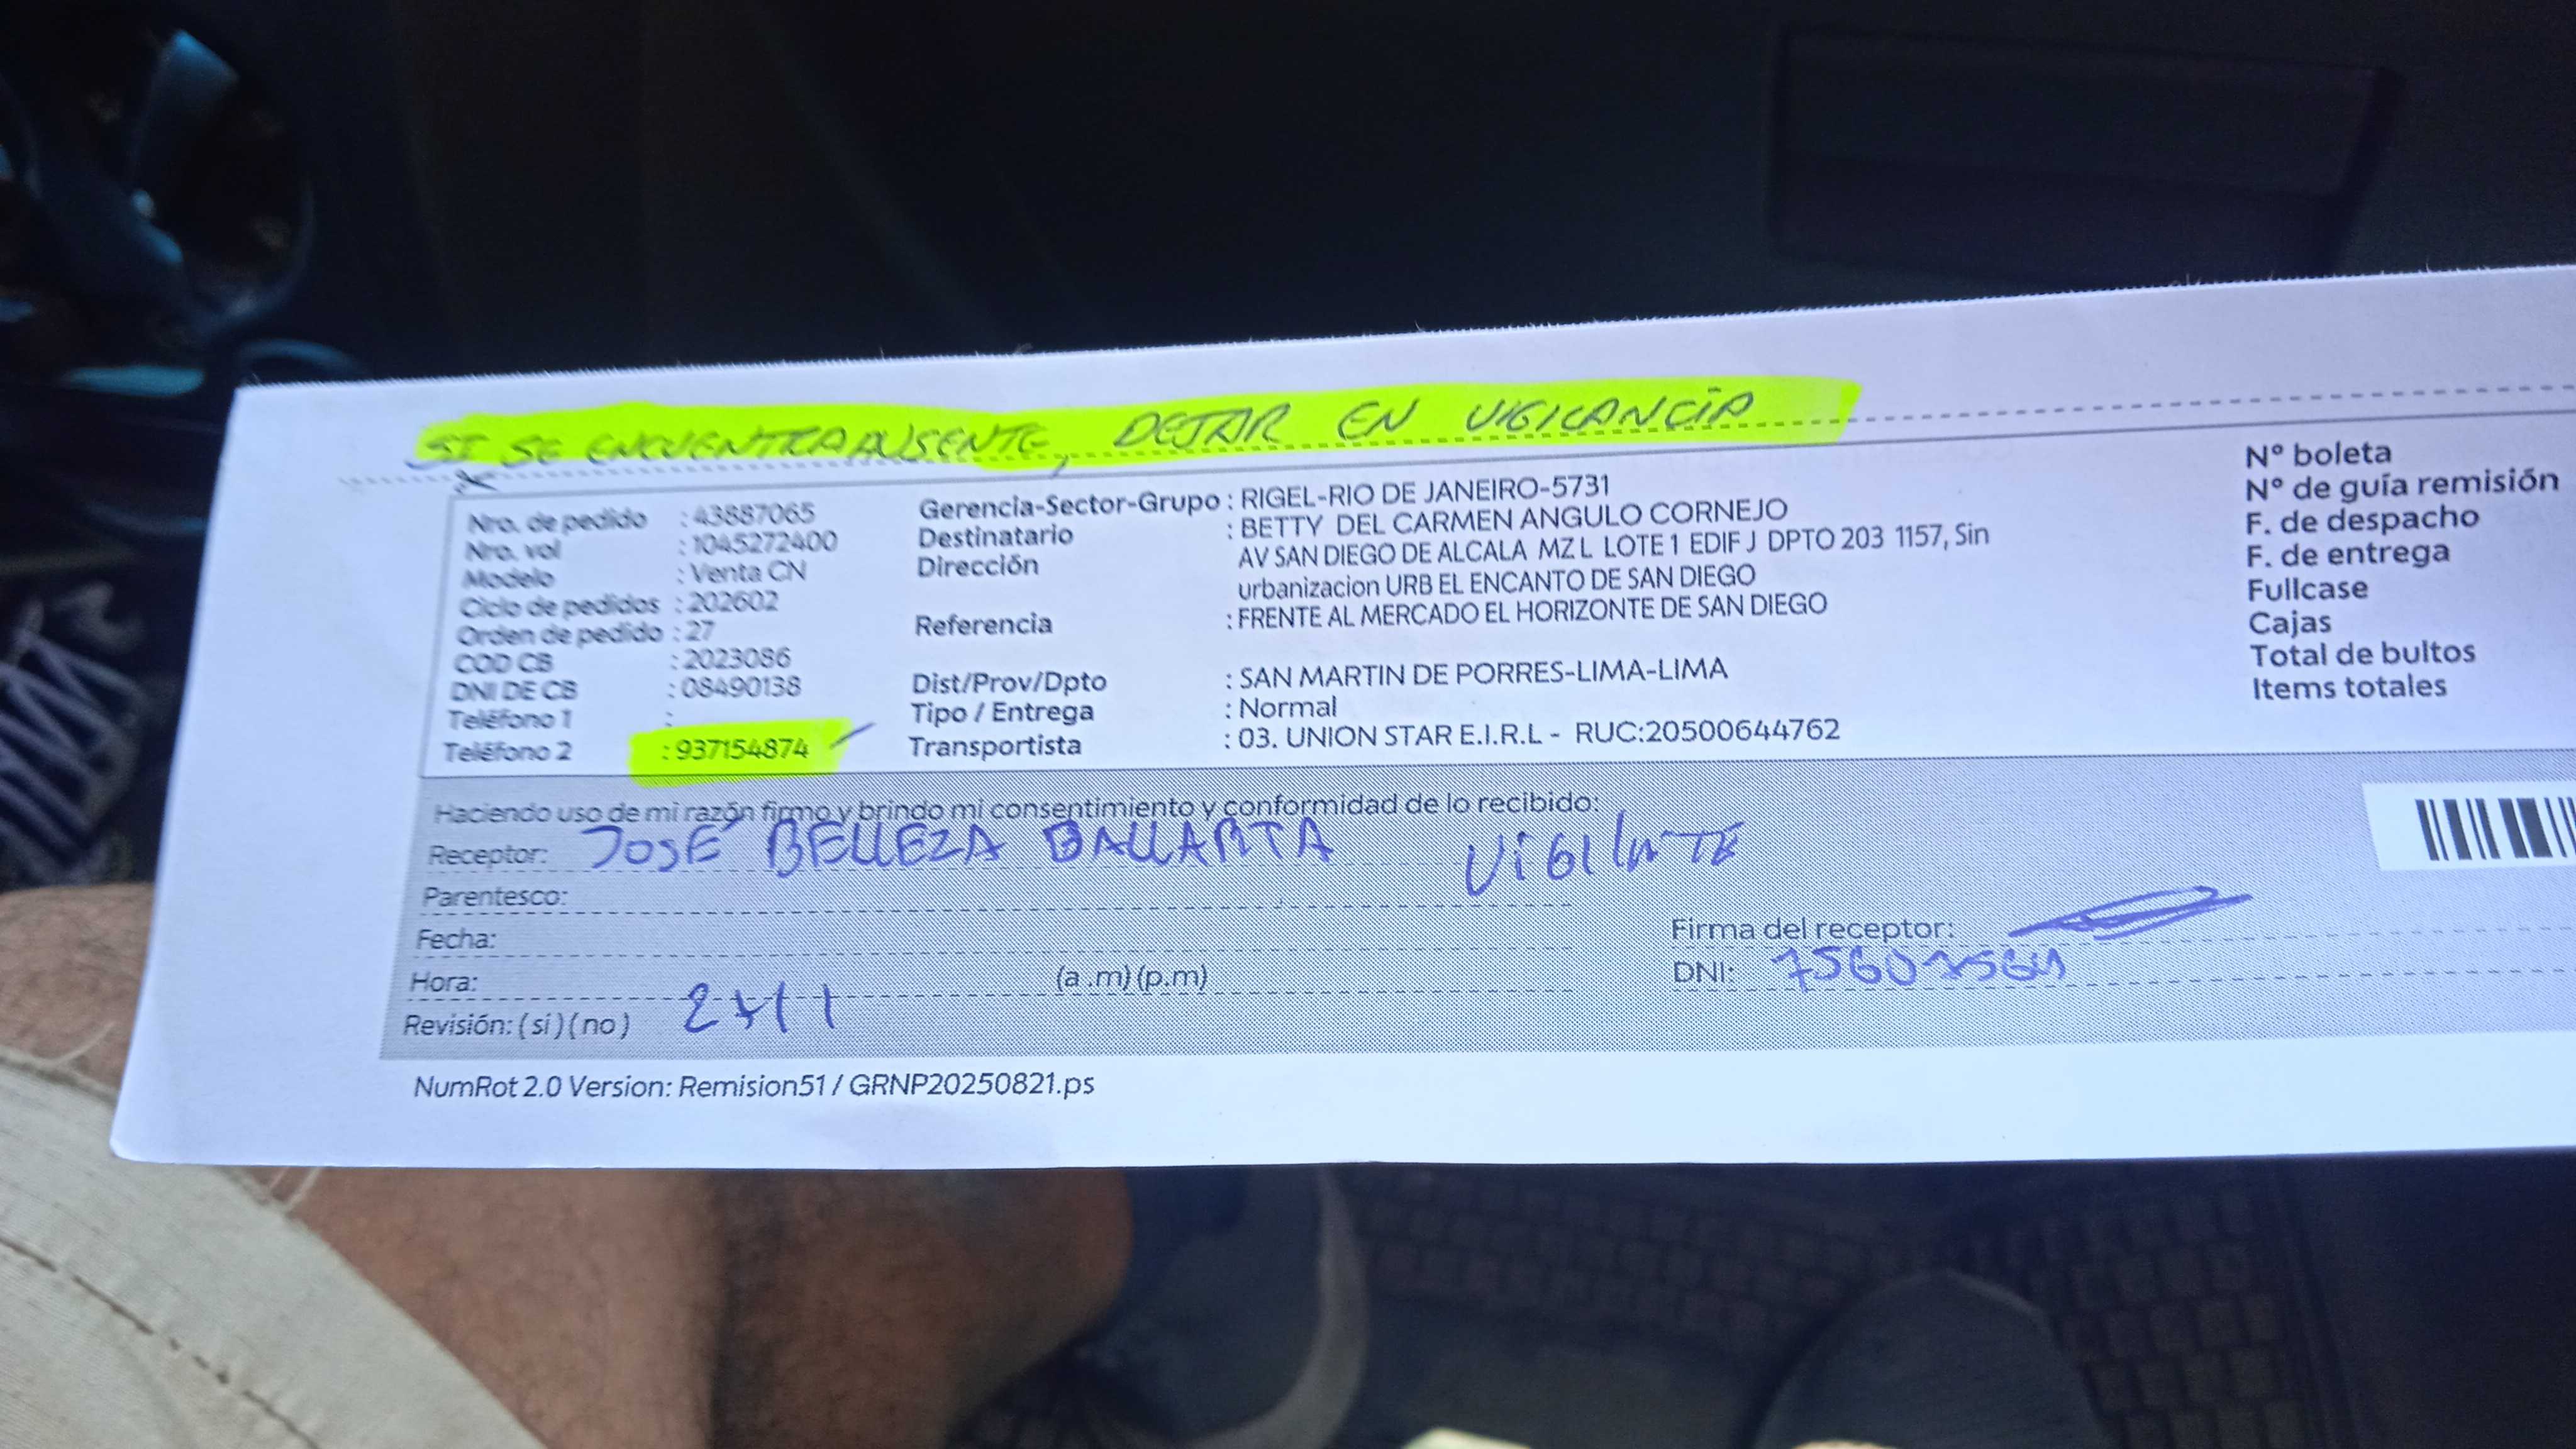 SI SE ENCUENTRA AUSENTE, DEJAR EN VIGILANCIA
Nro. de pedido : 43887065
Nro. vol : 1045272400
Modelo : Venta CN
Ciclo de pedidos : 202602
Orden de pedido : 27
COD CB : 2023086
DNI DE CB : 08490138
Teléfono 1 :
Teléfono 2 : 937154874
Gerencia-Sector-Grupo : RIGEL-RIO DE JANEIRO-5731
Destinatario : BETTY DEL CARMEN ANGULO CORNEJO
Dirección AV SAN DIEGO DE ALCALA MZ L LOTE 1 EDIF J DPTO 203 1157, Sin
urbanizacion URB EL ENCANTO DE SAN DIEGO
Referencia : FRENTE AL MERCADO EL HORIZONTE DE SAN DIEGO
Dist/Prov/Dpto : SAN MARTIN DE PORRES-LIMA-LIMA
Tipo / Entrega : Normal
Transportista : 03. UNION STAR E.I.R.L - RUC:20500644762
Nº boleta
Nº de guía remisión
F. de despacho
F. de entrega
Fullcase
Cajas
Total de bultos
Items totales
Haciendo uso de mi razón firmo y brindo mi consentimiento y conformidad de lo recibido:
Receptor: JOSÉ BELLEZA BALLARTA VIGILANTE
Parentesco:
Fecha:
Hora: (a .m) (p.m)
Revisión: ( si ) ( no )
Firma del receptor:
DNI:
NumRot 2.0 Version: Remision51 / GRNP20250821.ps